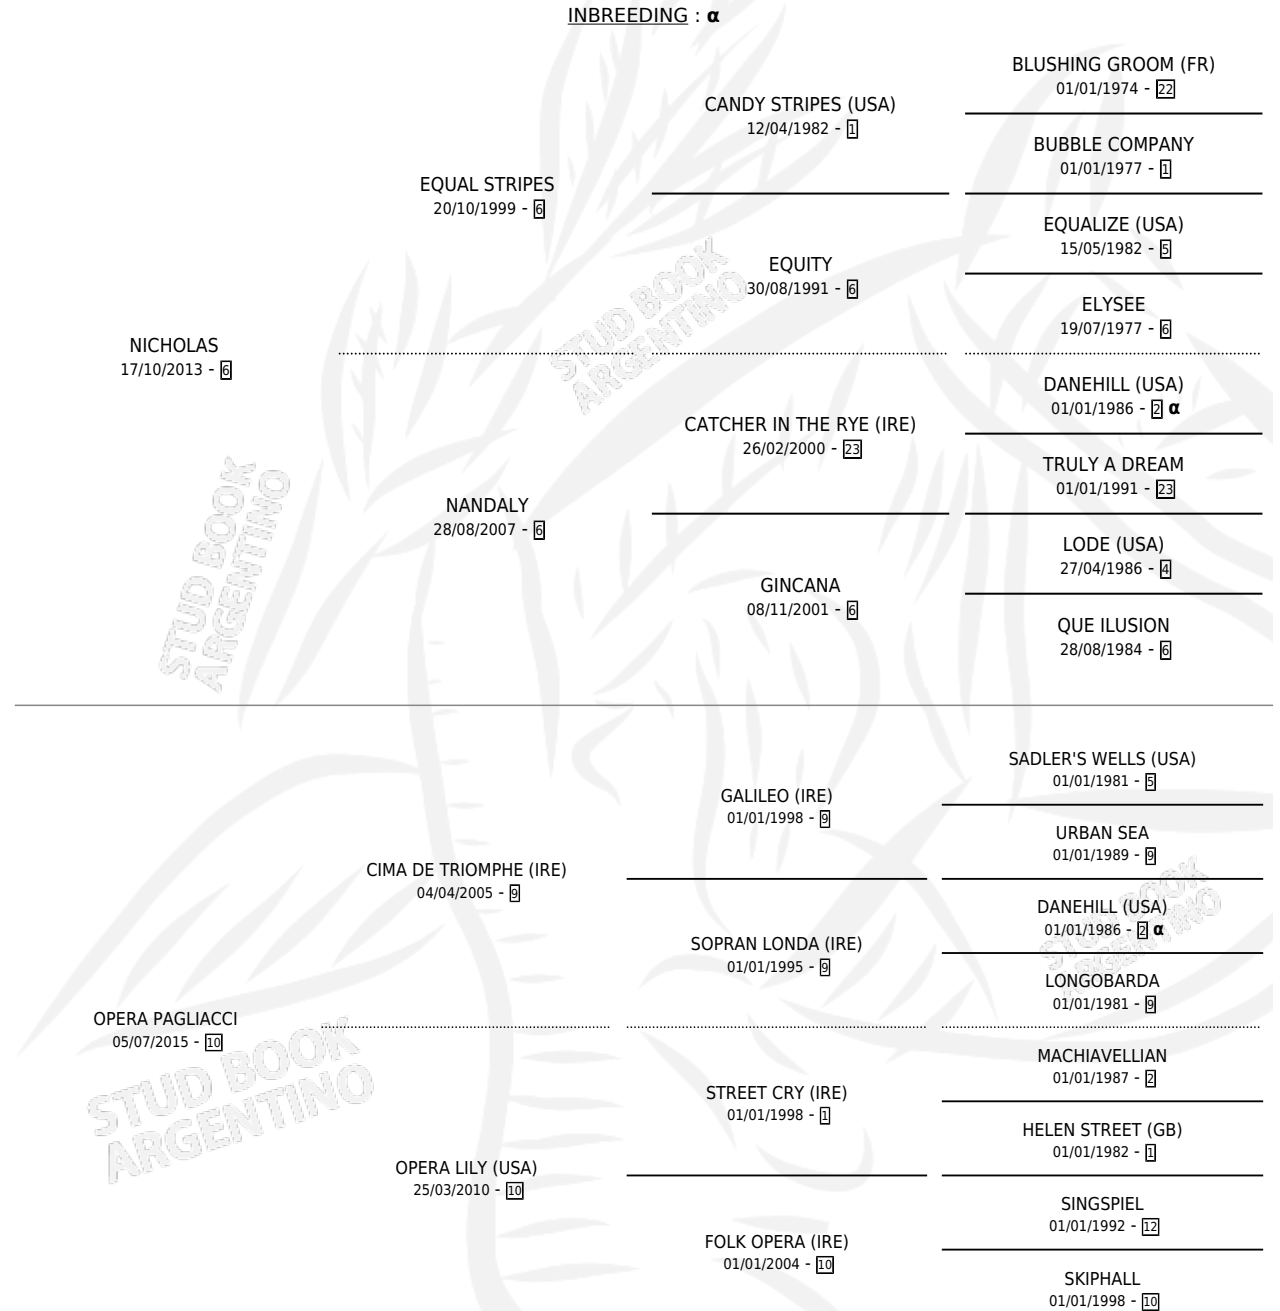 INBREEDING : α
BLUSHING GROOM (FR)
01/01/1974 - 22
CANDY STRIPES (USA)
12/04/1982 - 1
BUBBLE COMPANY
01/01/1977 - 1
EQUAL STRIPES
20/10/1999 - 6
EQUALIZE (USA)
15/05/1982 - 5
EQUITY
30/08/1991 - 6
ELYSEE
19/07/1977 - 6
NICHOLAS
17/10/2013 - 6
DANEHILL (USA)
01/01/1986 - 2 α
CATCHER IN THE RYE (IRE)
26/02/2000 - 23
TRULY A DREAM
01/01/1991 - 23
NANDALY
28/08/2007 - 6
LODE (USA)
27/04/1986 - 4
GINCANA
08/11/2001 - 6
QUE ILUSION
28/08/1984 - 6
SADLER'S WELLS (USA)
01/01/1981 - 5
GALILEO (IRE)
01/01/1998 - 9
URBAN SEA
01/01/1989 - 9
CIMA DE TRIOMPHE (IRE)
04/04/2005 - 9
DANEHILL (USA)
01/01/1986 - 2 α
SOPRAN LONDA (IRE)
01/01/1995 - 9
LONGOBARDA
01/01/1981 - 9
OPERA PAGLIACCI
05/07/2015 - 10
MACHIAVELLIAN
01/01/1987 - 2
STREET CRY (IRE)
01/01/1998 - 1
HELEN STREET (GB)
01/01/1982 - 1
OPERA LILY (USA)
25/03/2010 - 10
SINGSPIEL
01/01/1992 - 12
FOLK OPERA (IRE)
01/01/2004 - 10
SKIPHALL
01/01/1998 - 10
STUD BOOK
ARGENTINO
STUD BOOK
ARGENTINO
STUD BOOK
ARGENTINO
STUD BOOK
ARGENTINO